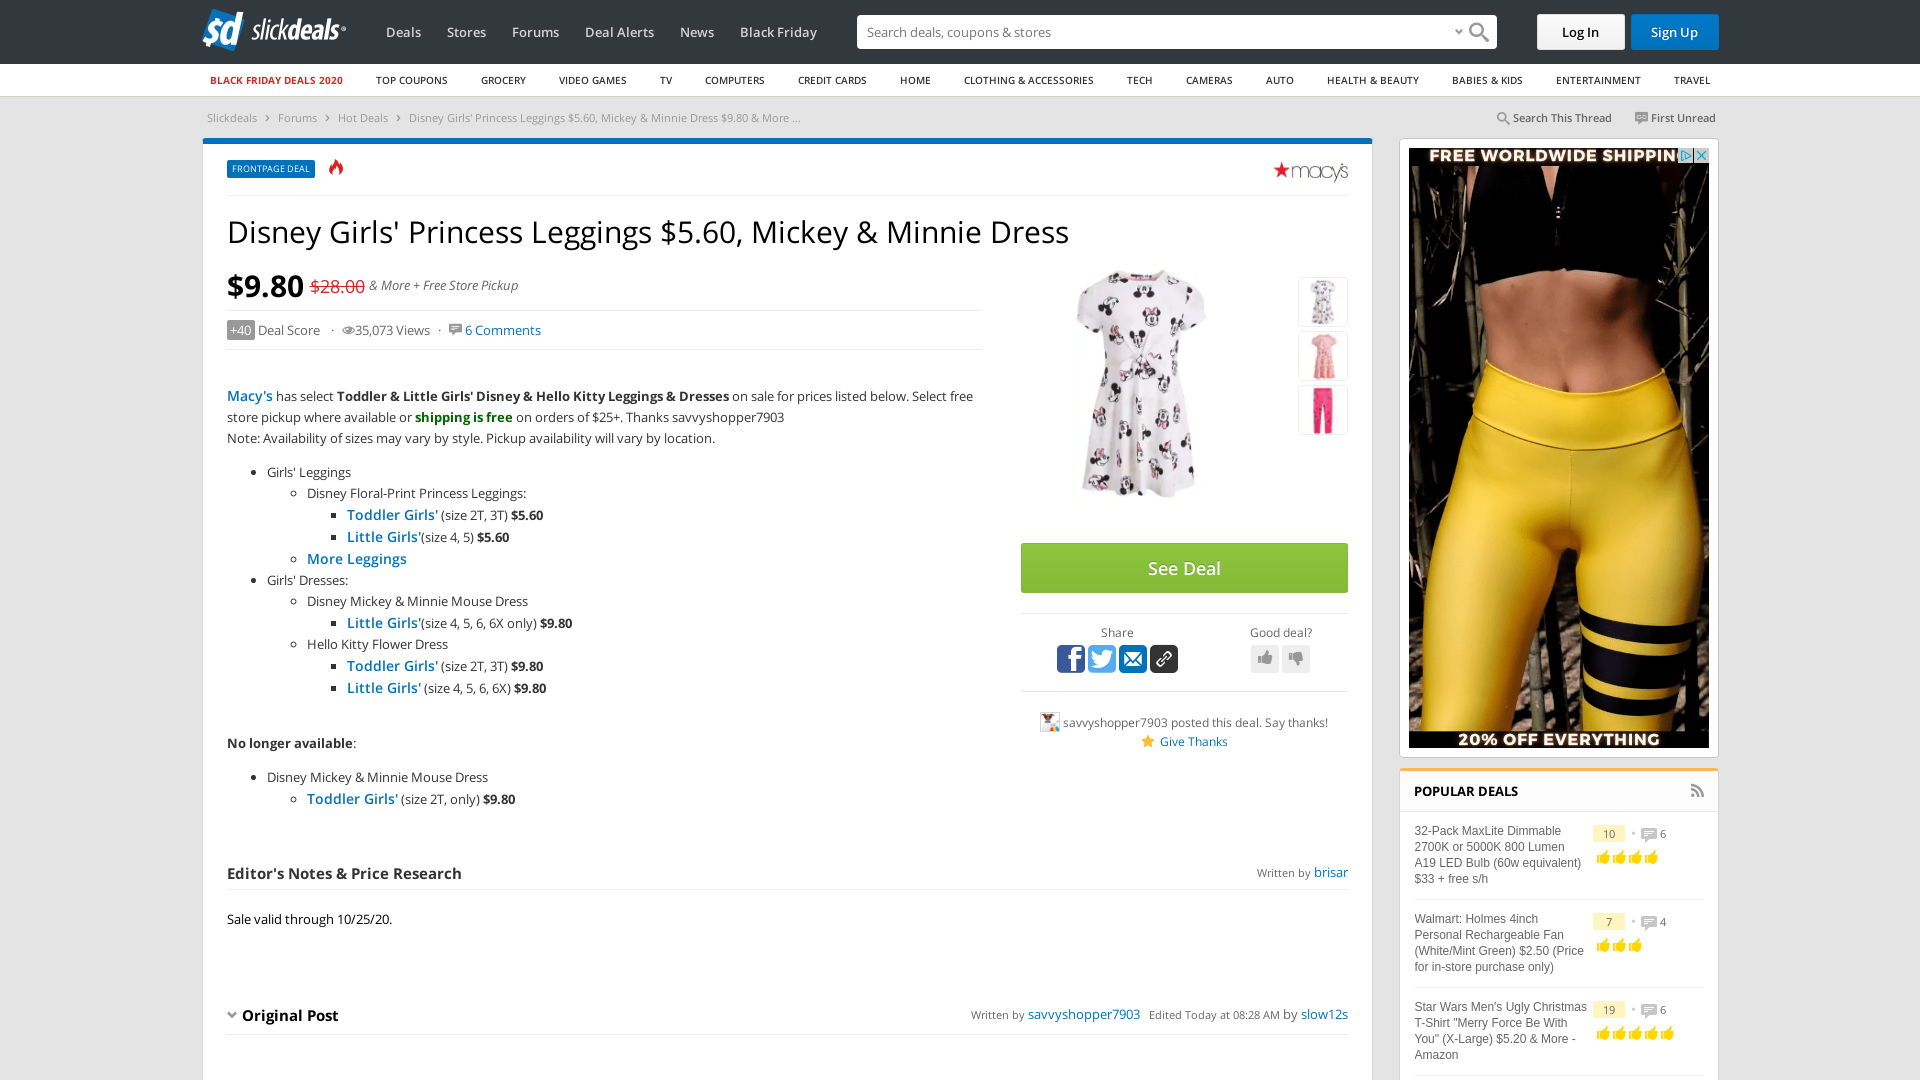 slickdeals
Deals
Stores
Forums
Deal Alerts
News
Black Friday
Search deals, coupons & stores
Log In
Sign Up
BLACK FRIDAY DEALS 2020
TOP COUPONS
GROCERY
VIDEO GAMES
TV
COMPUTERS
CREDIT CARDS
HOME
CLOTHING & ACCESSORIES
TECH
CAMERAS
AUTO
HEALTH & BEAUTY
BABIES & KIDS
ENTERTAINMENT
TRAVEL
Slickdeals › Forums › Hot Deals › Disney Girls' Princess Leggings $5.60, Mickey & Minnie Dress $9.80 & More ...
Search This Thread
First Unread
FRONTPAGE DEAL
macy's
Disney Girls' Princess Leggings $5.60, Mickey & Minnie Dress
$9.80 $28.00 & More + Free Store Pickup
+40 Deal Score · 35,073 Views · 6 Comments
Macy's has select Toddler & Little Girls' Disney & Hello Kitty Leggings & Dresses on sale for prices listed below. Select free
store pickup where available or shipping is free on orders of $25+. Thanks savvyshopper7903
Note: Availability of sizes may vary by style. Pickup availability will vary by location.
Girls' Leggings
Disney Floral-Print Princess Leggings:
Toddler Girls' (size 2T, 3T) $5.60
Little Girls'(size 4, 5) $5.60
More Leggings
Girls' Dresses:
Disney Mickey & Minnie Mouse Dress
Little Girls'(size 4, 5, 6, 6X only) $9.80
Hello Kitty Flower Dress
Toddler Girls' (size 2T, 3T) $9.80
Little Girls' (size 4, 5, 6, 6X) $9.80
No longer available:
Disney Mickey & Minnie Mouse Dress
Toddler Girls' (size 2T, only) $9.80
See Deal
Share
Good deal?
savvyshopper7903 posted this deal. Say thanks!
Give Thanks
Editor's Notes & Price Research
Written by brisar
Sale valid through 10/25/20.
Original Post
Written by savvyshopper7903 Edited Today at 08:28 AM by slow12s
FREE WORLDWIDE SHIPPING
20% OFF EVERYTHING
POPULAR DEALS
32-Pack MaxLite Dimmable
2700K or 5000K 800 Lumen
A19 LED Bulb (60w equivalent)
$33 + free s/h
10 • 6
Walmart: Holmes 4inch
Personal Rechargeable Fan
(White/Mint Green) $2.50 (Price
for in-store purchase only)
7 • 4
Star Wars Men's Ugly Christmas
T-Shirt "Merry Force Be With
You" (X-Large) $5.20 & More -
Amazon
19 • 6